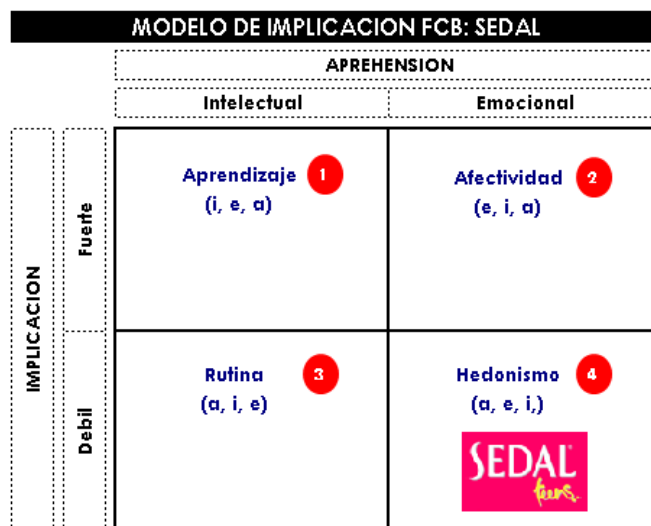 MODELO DE IMPLICACION FCB: SEDAL
APREHENSION
Intelectual Emocional
IMPLICACION
Fuerte
Aprendizaje 1
(i, e, a)
Afectividad 2
(e, i, a)
Debil
Rutina 3
(a, i, e)
Hedonismo 4
(a, e, i,)
SEDAL
teens